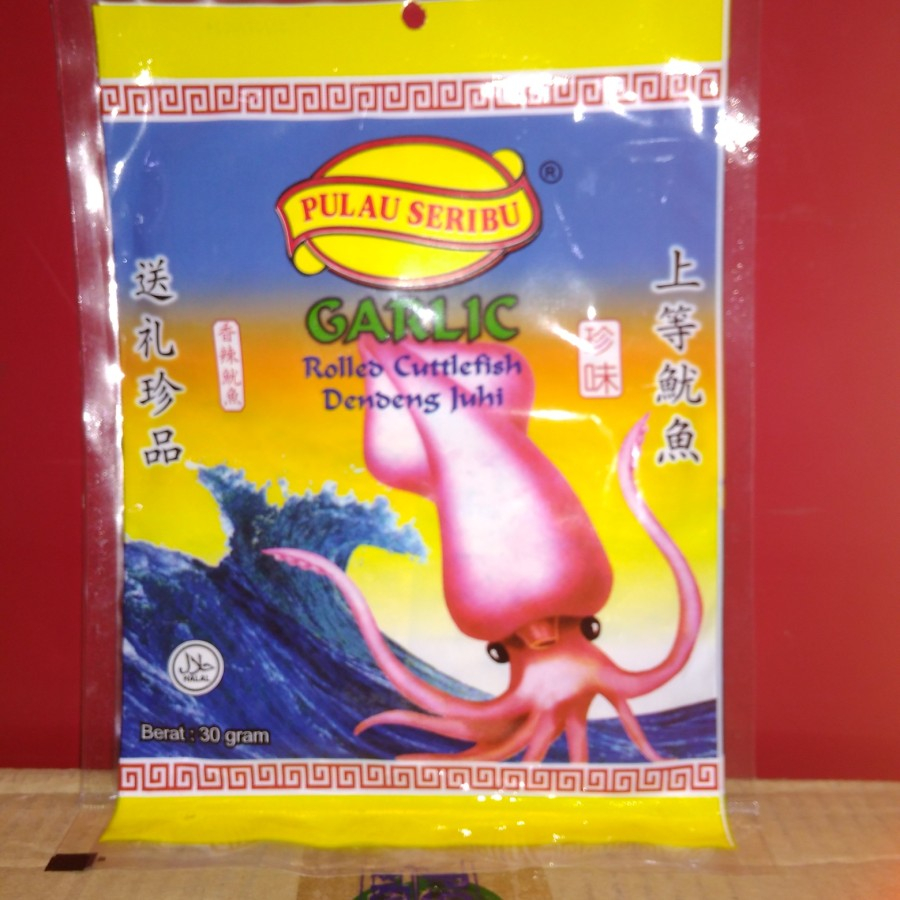 PULAU SERIBU
®
GARLIC
Rolled Cuttlefish
Dendeng Juhi
送礼珍品
香辣魷魚
珍味
上等魷魚
حلال
HALAL
Berat : 30 gram